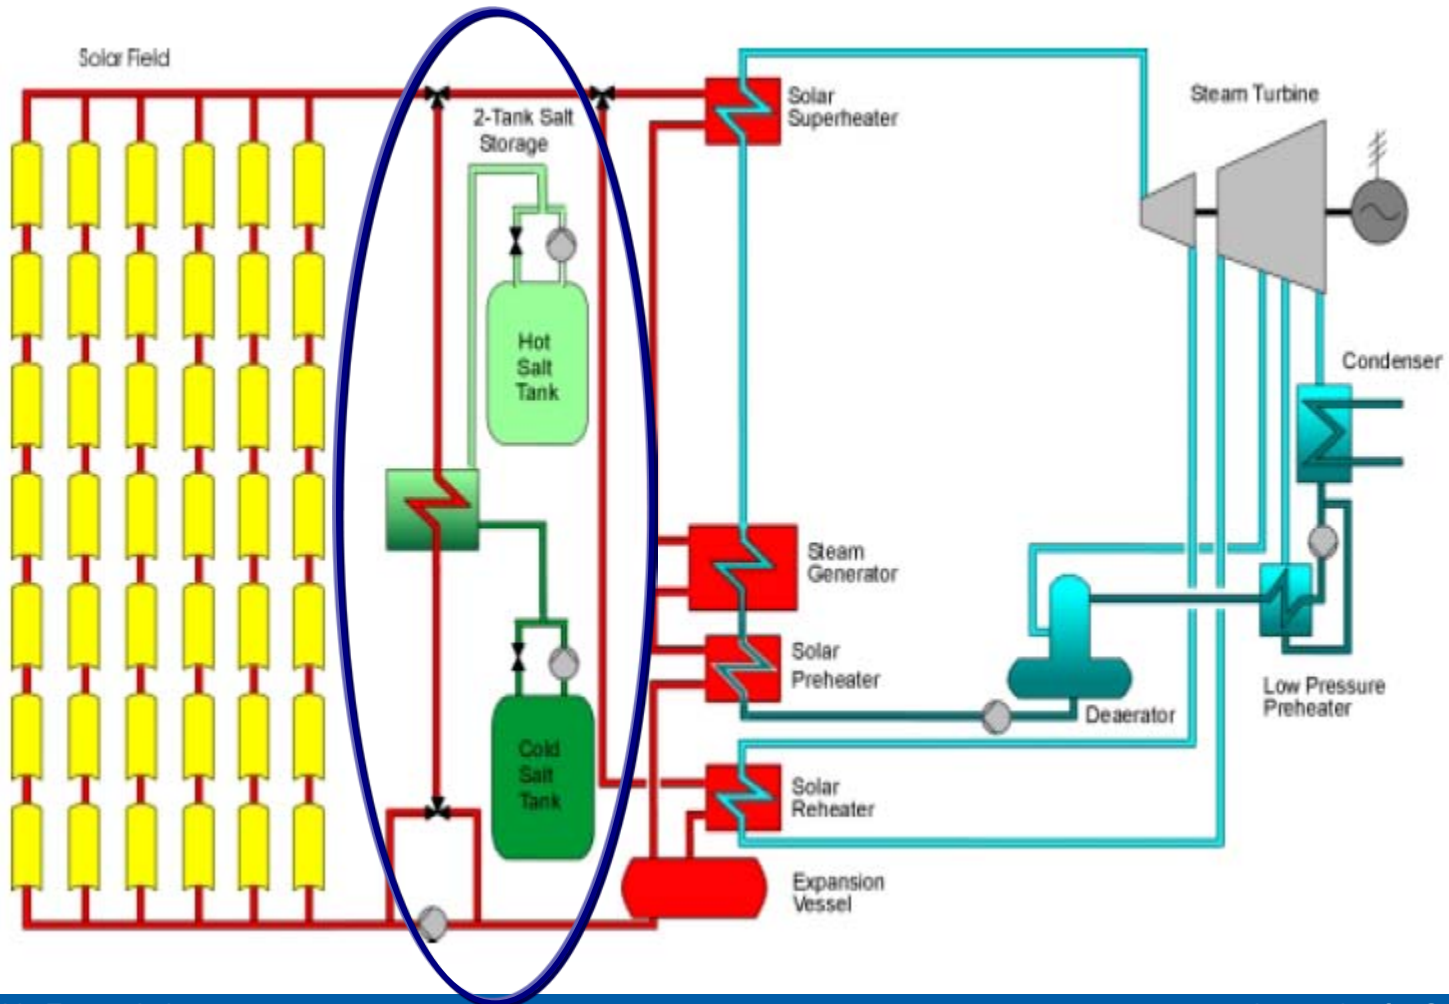 Solar Field
2-Tank Salt
Storage
Solar
Superheater
Steam Turbine
Hot
Salt
Tank
Condenser
Steam
Generator
Solar
Preheater
Low Pressure
Preheater
Deaerator
Cold
Salt
Tank
Solar
Reheater
Expansion
Vessel